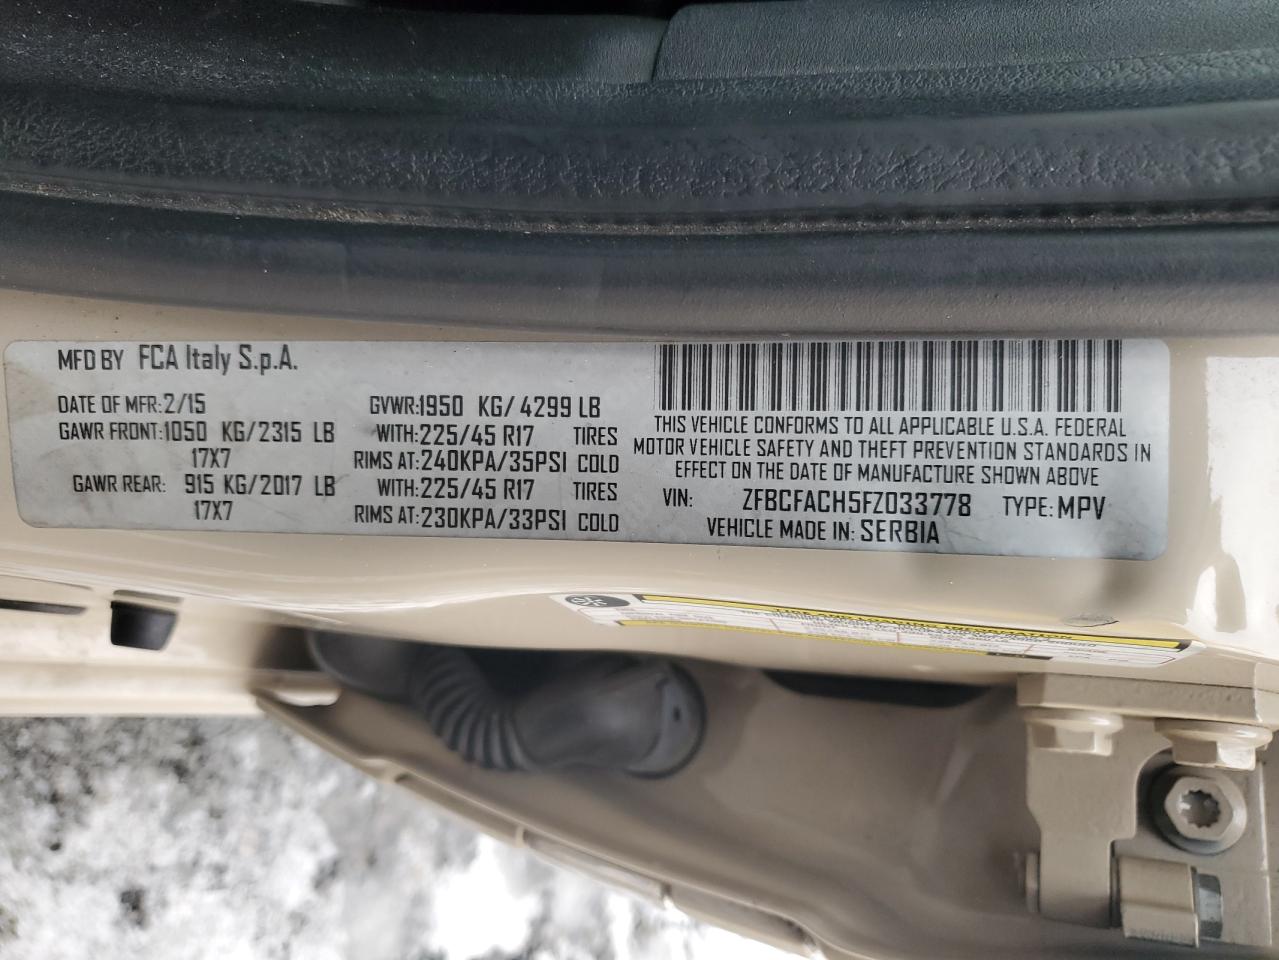 MFD BY FCA Italy S.p.A.
DATE OF MFR: 2/15 GVWR: 1950 KG/ 4299 LB
GAWR FRONT: 1050 KG/2315 LB WITH: 225/45 R17 TIRES
17X7 RIMS AT: 240KPA/35PSI COLD
GAWR REAR: 915 KG/2017 LB WITH: 225/45 R17 TIRES
17X7 RIMS AT: 230KPA/33PSI COLD
THIS VEHICLE CONFORMS TO ALL APPLICABLE U.S.A. FEDERAL
MOTOR VEHICLE SAFETY AND THEFT PREVENTION STANDARDS IN
EFFECT ON THE DATE OF MANUFACTURE SHOWN ABOVE
VIN: ZFBCFACH5FZ033778 TYPE: MPV
VEHICLE MADE IN: SERBIA
TIRE AND LOADING INFORMATION